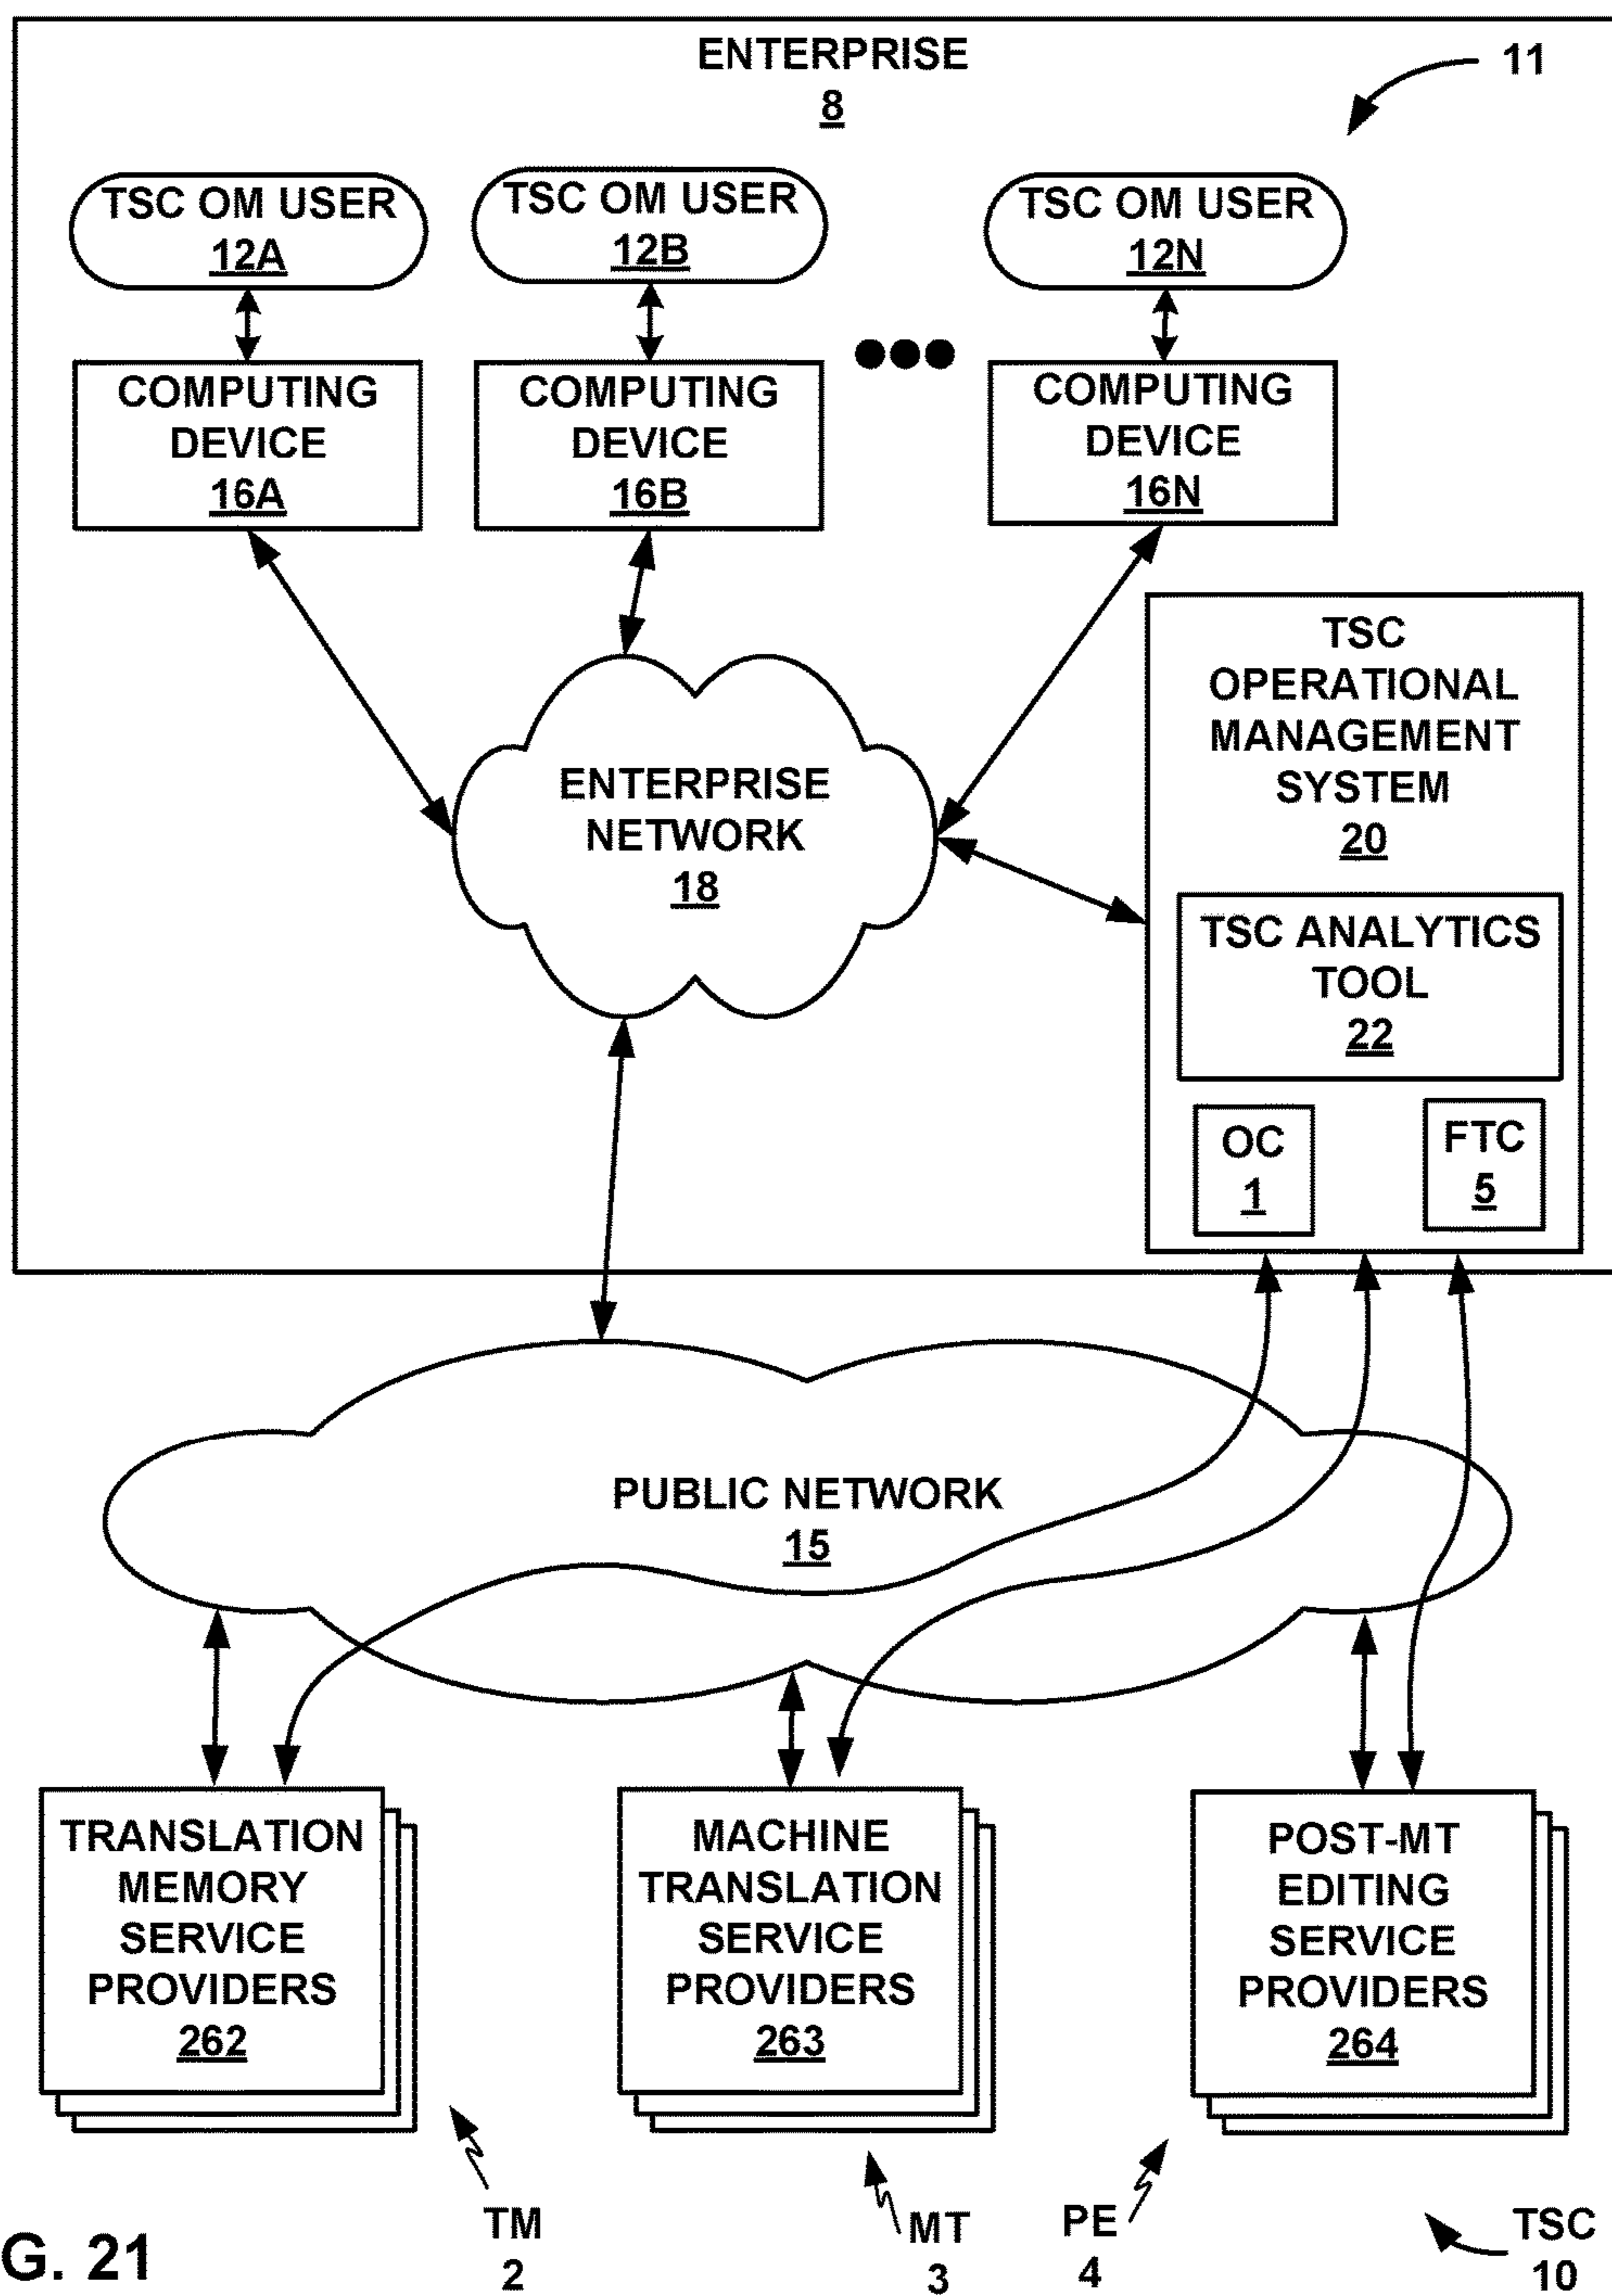 ENTERPRISE
8
11
TSC OM USER
12A
TSC OM USER
12B
TSC OM USER
12N
COMPUTING
DEVICE
16A
COMPUTING
DEVICE
16B
COMPUTING
DEVICE
16N
ENTERPRISE
NETWORK
18
TSC
OPERATIONAL
MANAGEMENT
SYSTEM
20
TSC ANALYTICS
TOOL
22
OC
1
FTC
5
PUBLIC NETWORK
15
TRANSLATION
MEMORY
SERVICE
PROVIDERS
262
MACHINE
TRANSLATION
SERVICE
PROVIDERS
263
POST-MT
EDITING
SERVICE
PROVIDERS
264
TM
2
MT
3
PE
4
TSC
10
G. 21